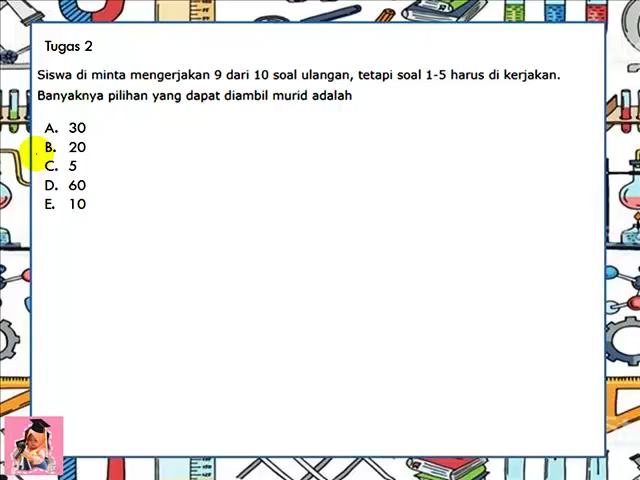 Tugas 2
Siswa di minta mengerjakan 9 dari 10 soal ulangan, tetapi soal 1-5 harus di kerjakan.
Banyaknya pilihan yang dapat diambil murid adalah
A. 30
B. 20
C. 5
D. 60
E. 10